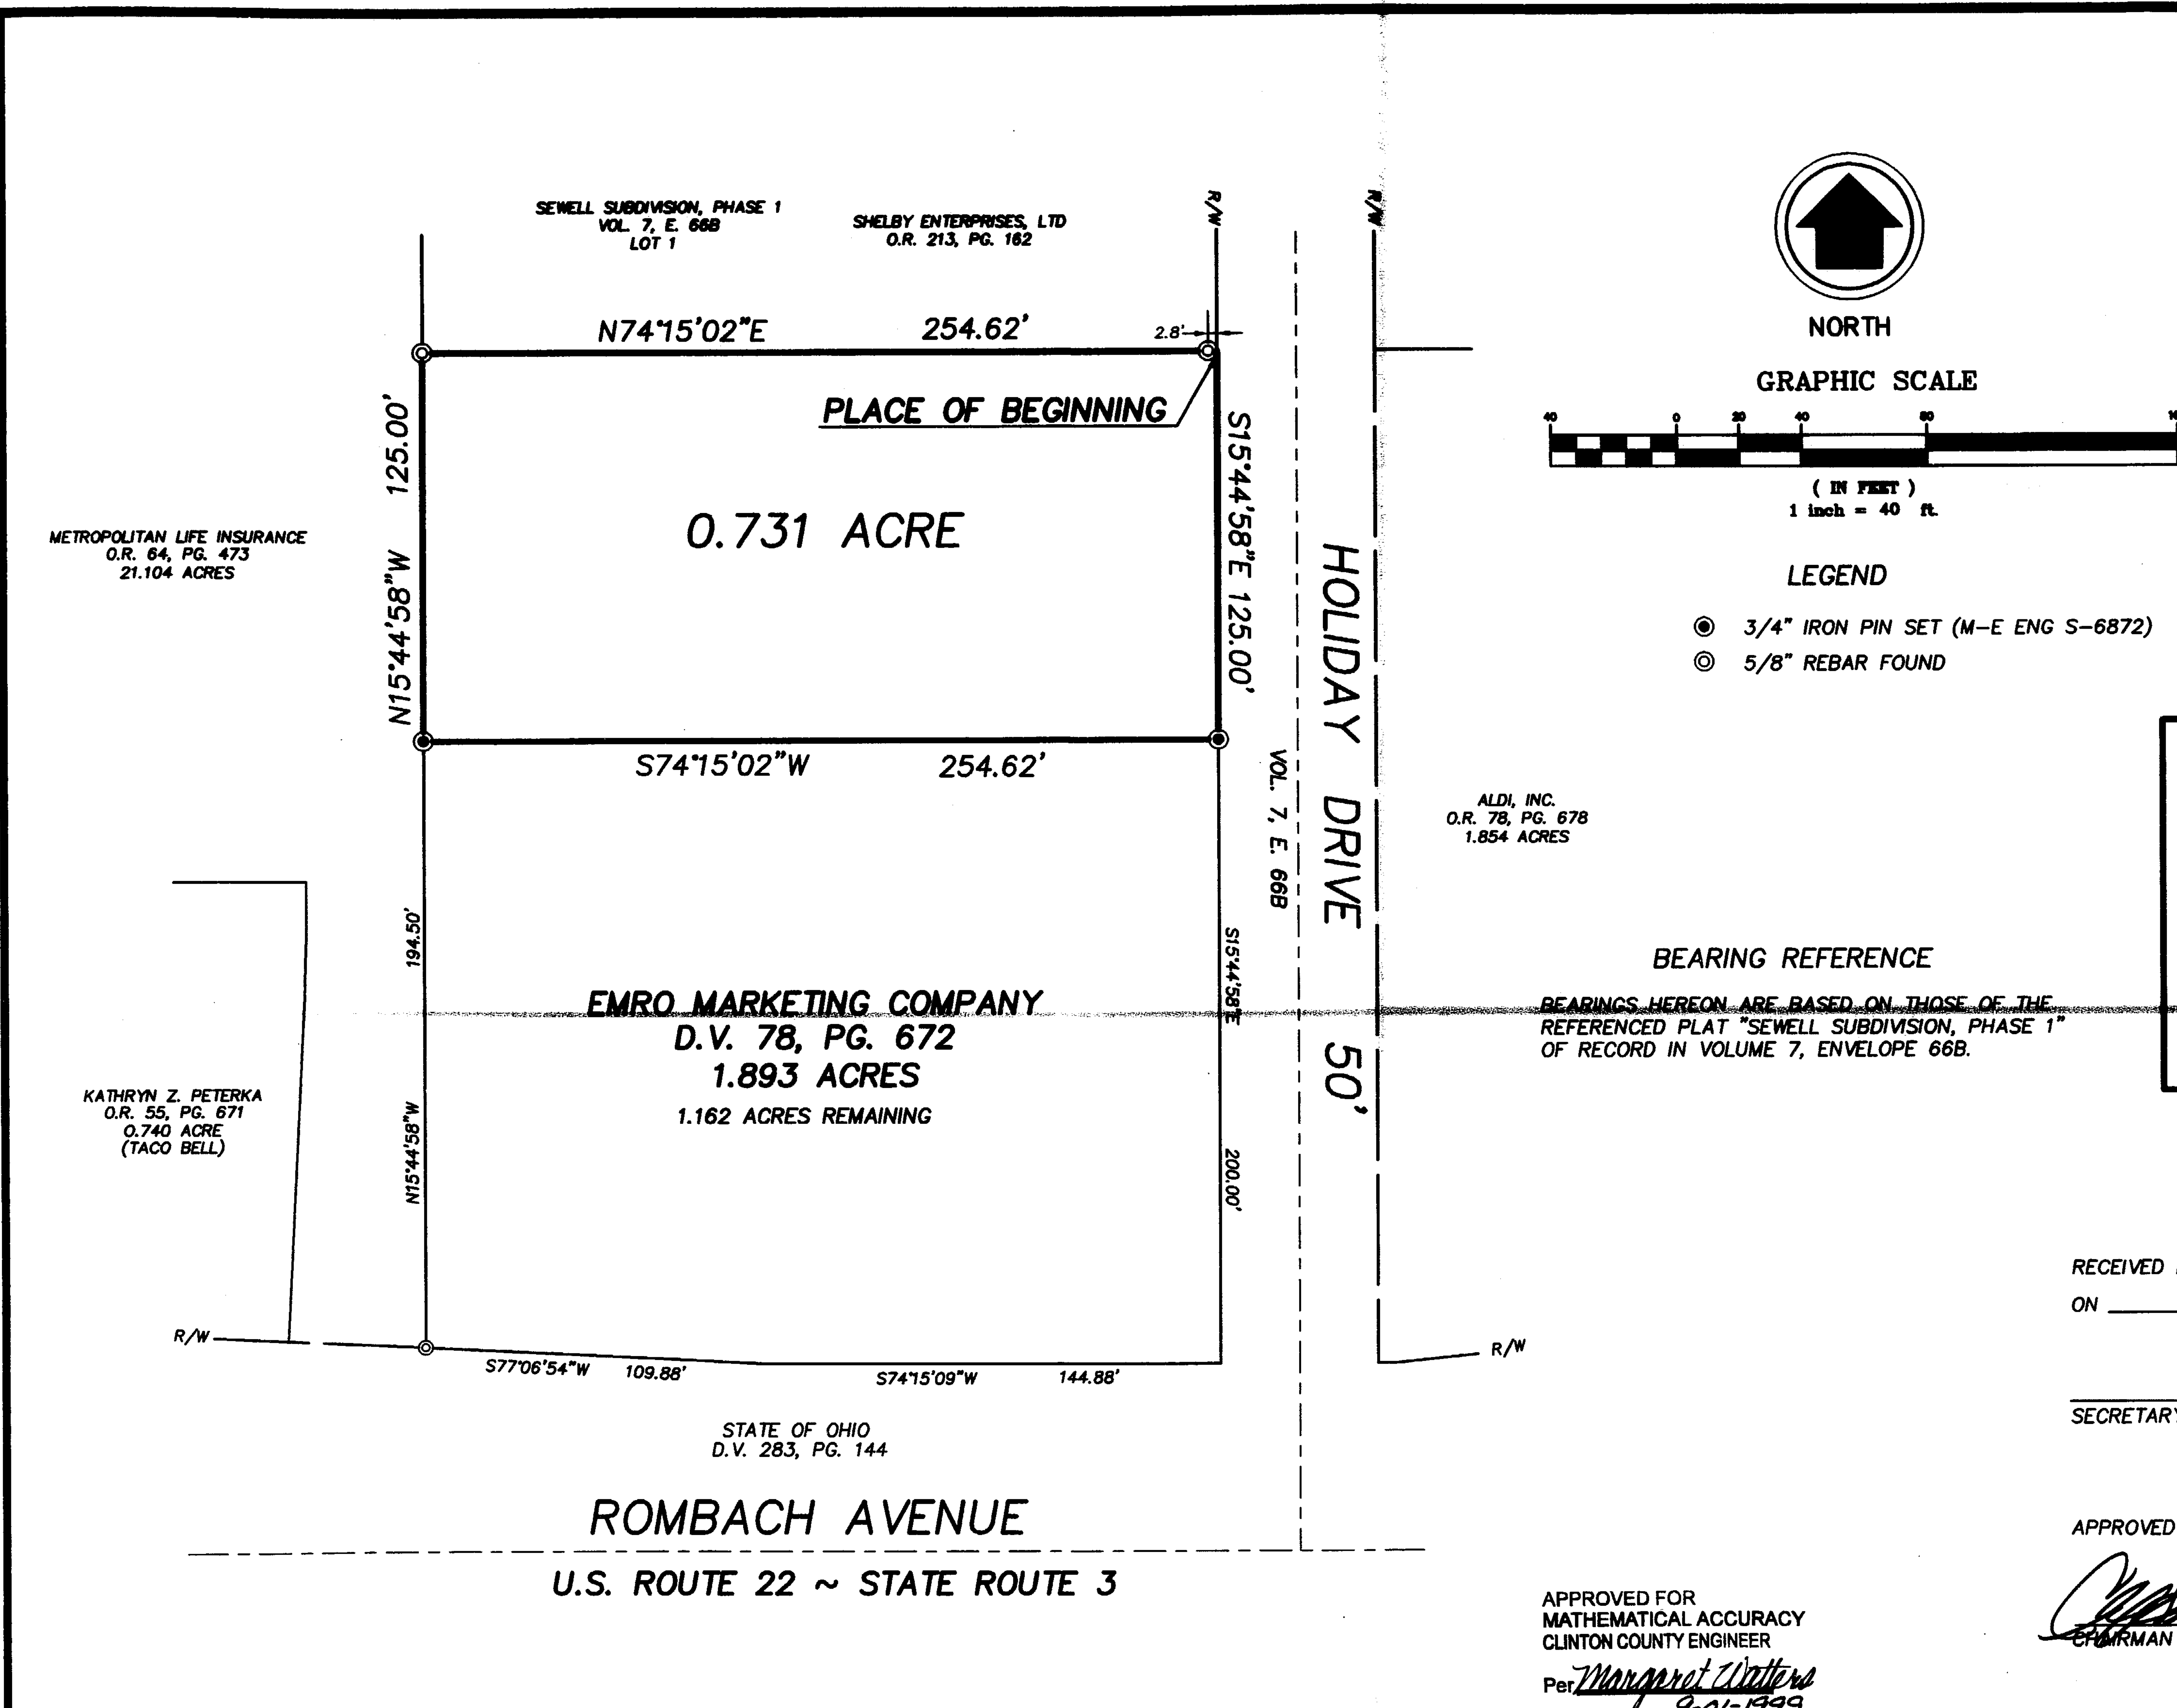 SEWELL SUBDIVISION, PHASE 1
VOL. 7, E. 66B
LOT 1
SHELBY ENTERPRISES, LTD
O.R. 213, PG. 162
R/W
R/W
N74°15'02"E 254.62'
2.8'
PLACE OF BEGINNING
N15°44'58"W 125.00'
S15°44'58"E 125.00'
0.731 ACRE
METROPOLITAN LIFE INSURANCE
O.R. 64, PG. 473
21.104 ACRES
S74°15'02"W 254.62'
HOLIDAY DRIVE 50'
VOL. 7, E. 66B
NORTH
GRAPHIC SCALE
40 0 20 40 80
( IN FEET )
1 inch = 40 ft.
LEGEND
3/4" IRON PIN SET (M-E ENG S-6872)
5/8" REBAR FOUND
ALDI, INC.
O.R. 78, PG. 678
1.854 ACRES
BEARING REFERENCE
BEARINGS HEREON ARE BASED ON THOSE OF THE
REFERENCED PLAT "SEWELL SUBDIVISION, PHASE 1"
OF RECORD IN VOLUME 7, ENVELOPE 66B.
N15°44'58"W 194.50'
S15°44'58"E 200.00'
EMRO MARKETING COMPANY
D.V. 78, PG. 672
1.893 ACRES
1.162 ACRES REMAINING
KATHRYN Z. PETERKA
O.R. 55, PG. 671
0.740 ACRE
(TACO BELL)
R/W
R/W
S77°06'54"W 109.88'
S74°15'09"W 144.88'
STATE OF OHIO
D.V. 283, PG. 144
ROMBACH AVENUE
U.S. ROUTE 22 ~ STATE ROUTE 3
RECEIVED
ON
SECRETARY
APPROVED
CHAIRMAN
APPROVED FOR
MATHEMATICAL ACCURACY
CLINTON COUNTY ENGINEER
Per Margaret Watters